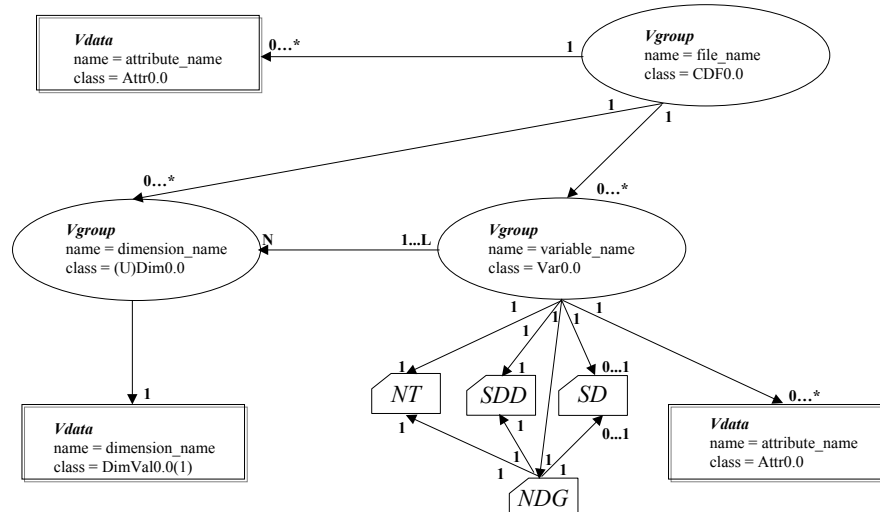 Vdata
name = attribute_name
class = Attr0.0
0…*
1
Vgroup
name = file_name
class = CDF0.0
1
1
0…*
0…*
Vgroup
name = dimension_name
class = (U)Dim0.0
N
1...L
Vgroup
name = variable_name
class = Var0.0
1
1
1
1
1
1
1
1
0...1
NT
SDD
SD
1
1
0...1
1
1
1
1
NDG
Vdata
name = dimension_name
class = DimVal0.0(1)
0…*
Vdata
name = attribute_name
class = Attr0.0